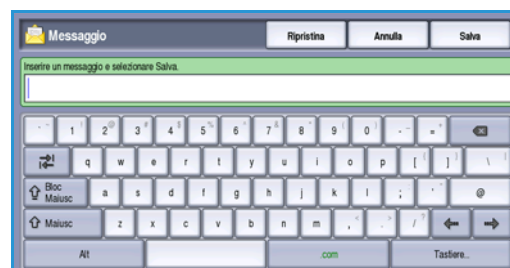 Messaggio
Ripristina Annulla Salva
Inserire un messaggio e selezionare Salva.
1 ! 2 @ 3 # 4 $ 5 % 6 ^ 7 & 8 * 9 ( 0 ) - _ = +
q w e r t y u i o p [ { ] } \ |
Bloc Maiusc a s d f g h j k l ; : ' " @
Maiusc z x c v b n m , < . > / ?
Alt .com Tastiere...